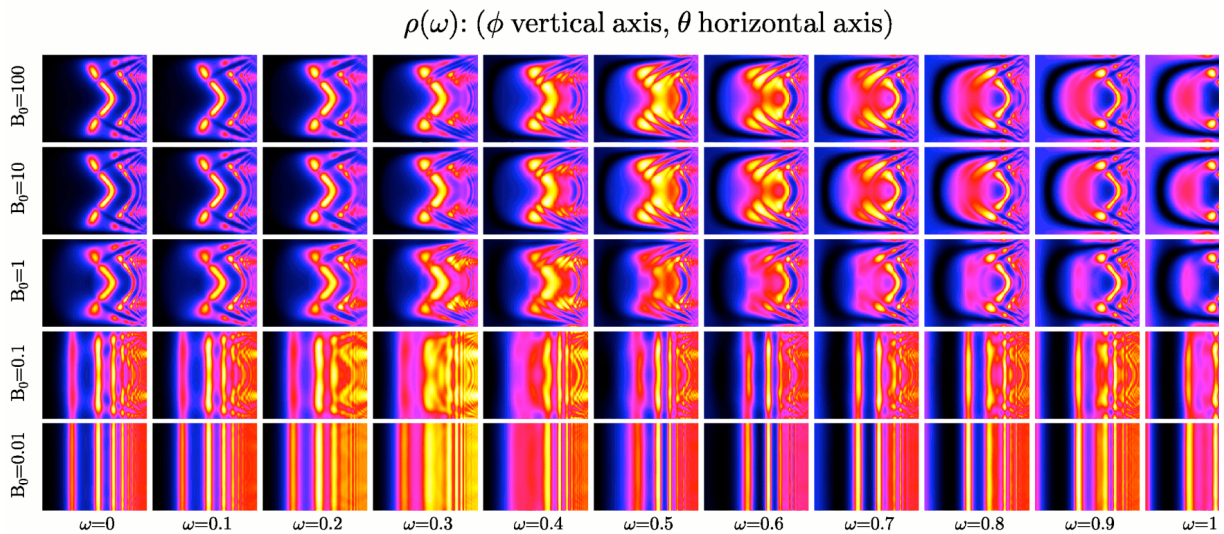 ρ(ω): (ϕ vertical axis, θ horizontal axis)
B₀=100
B₀=10
B₀=1
B₀=0.1
B₀=0.01
ω=0 ω=0.1 ω=0.2 ω=0.3 ω=0.4 ω=0.5 ω=0.6 ω=0.7 ω=0.8 ω=0.9 ω=1